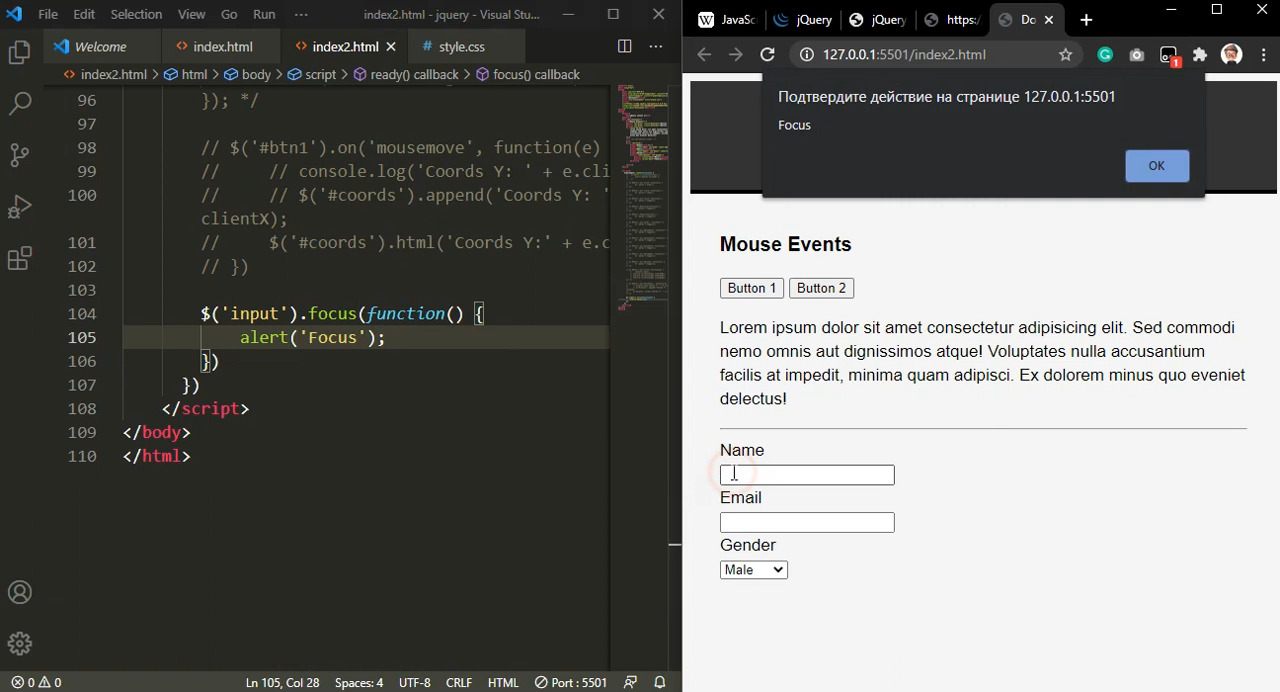 File Edit Selection View Go Run ··· index2.html - jquery - Visual Stu...
Welcome index.html index2.html style.css
index2.html > html > body > script > ready() callback > focus() callback
96 }); */
97
98 // $('#btn1').on('mousemove', function(e)
99 // // console.log('Coords Y: ' + e.cli
100 // // $('#coords').append('Coords Y: '
clientX);
101 // $('#coords').html('Coords Y:' + e.c
102 // })
103
104 $('input').focus(function() {
105 alert('Focus');
106 })
107 })
108 </script>
109 </body>
110 </html>
0 0 Ln 105, Col 28 Spaces: 4 UTF-8 CRLF HTML Port : 5501
JavaSc jQuery jQuery https: Do
127.0.0.1:5501/index2.html 1
Подтвердите действие на странице 127.0.0.1:5501
Focus
OK
Mouse Events
Button 1 Button 2
Lorem ipsum dolor sit amet consectetur adipisicing elit. Sed commodi
nemo omnis aut dignissimos atque! Voluptates nulla accusantium
facilis at impedit, minima quam adipisci. Ex dolorem minus quo eveniet
delectus!
Name
Email
Gender
Male